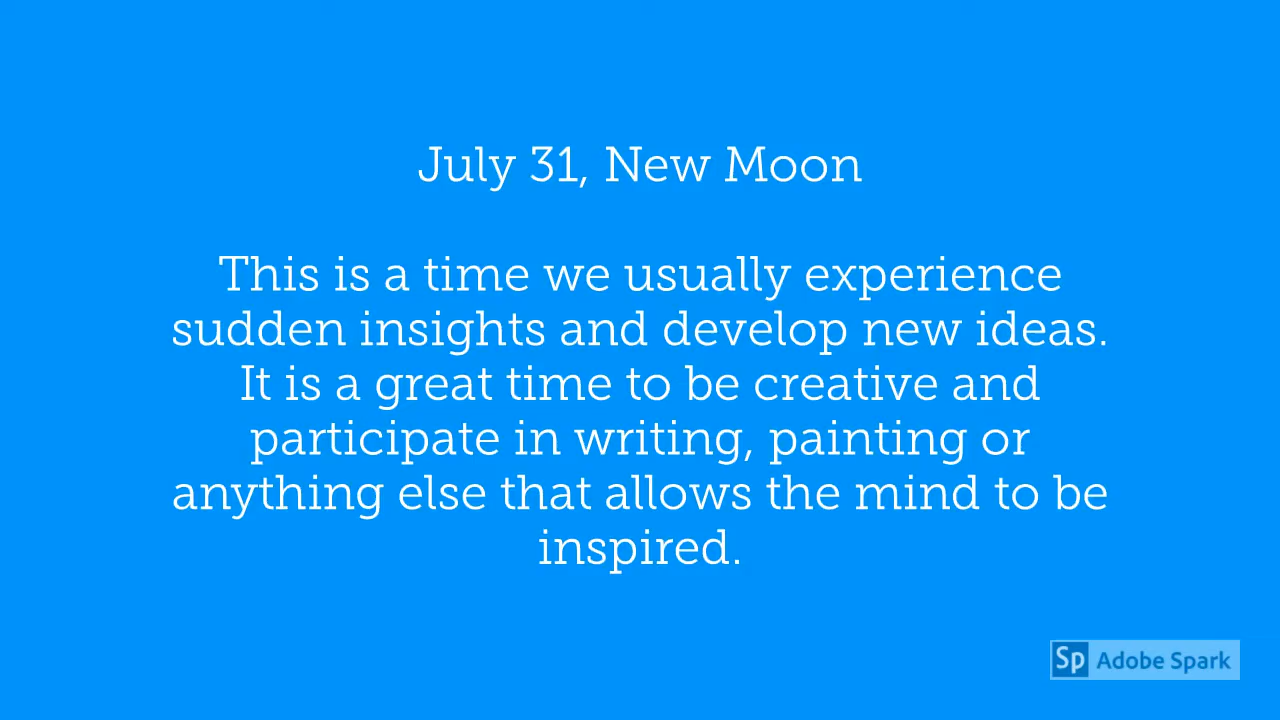 July 31, New Moon
This is a time we usually experience
sudden insights and develop new ideas.
It is a great time to be creative and
participate in writing, painting or
anything else that allows the mind to be
inspired.
Sp Adobe Spark